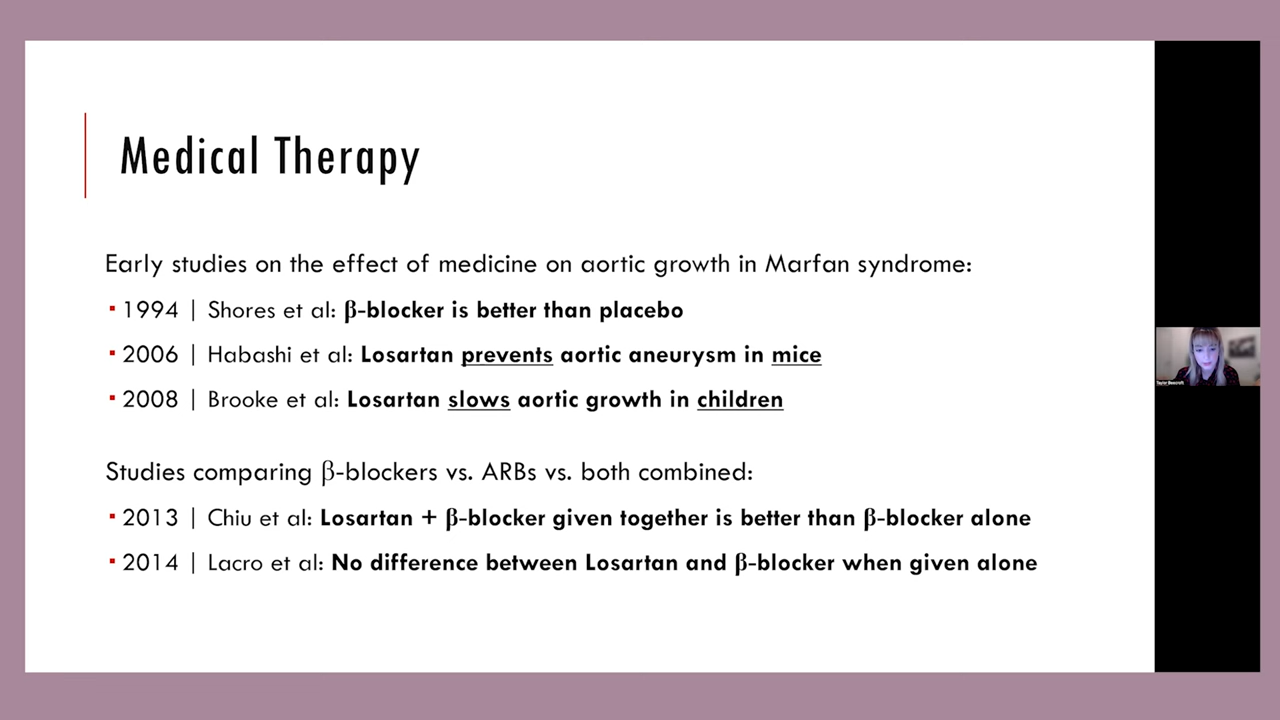 Medical Therapy
Early studies on the effect of medicine on aortic growth in Marfan syndrome:
▪ 1994 | Shores et al: β-blocker is better than placebo
▪ 2006 | Habashi et al: Losartan prevents aortic aneurysm in mice
▪ 2008 | Brooke et al: Losartan slows aortic growth in children
Studies comparing β-blockers vs. ARBs vs. both combined:
▪ 2013 | Chiu et al: Losartan + β-blocker given together is better than β-blocker alone
▪ 2014 | Lacro et al: No difference between Losartan and β-blocker when given alone
Taylor Beecroft